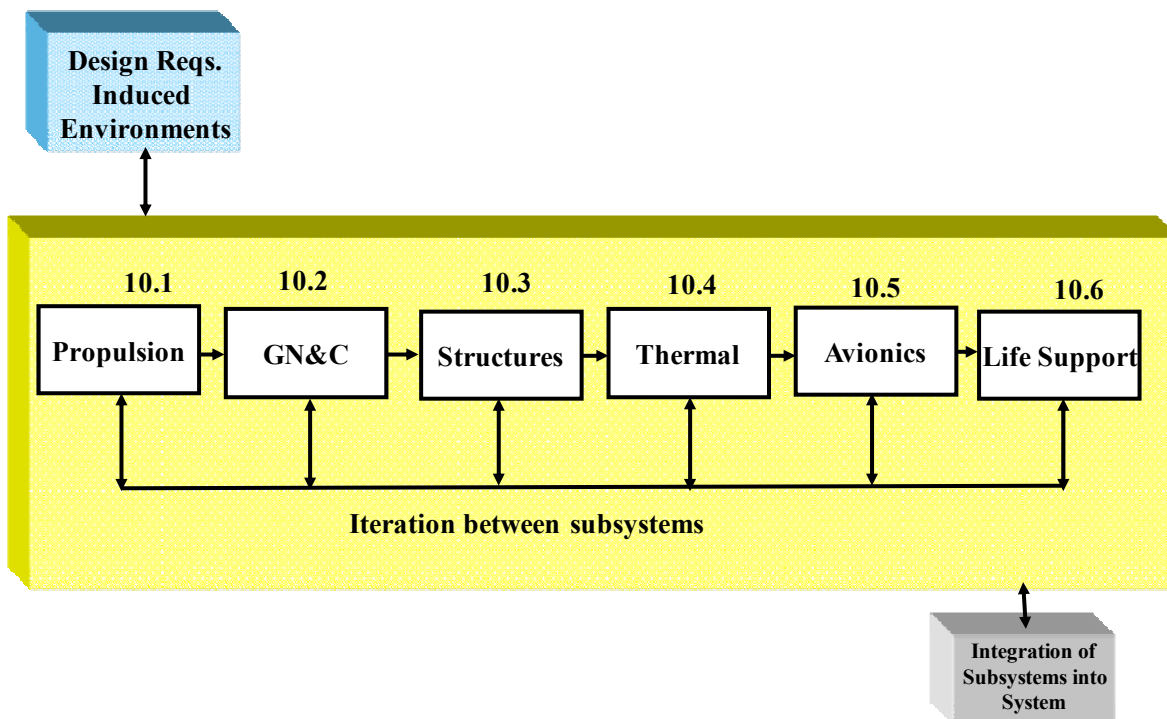 Design Reqs.
Induced
Environments
10.1
10.2
10.3
10.4
10.5
10.6
Propulsion
GN&C
Structures
Thermal
Avionics
Life Support
Iteration between subsystems
Integration of
Subsystems into
System